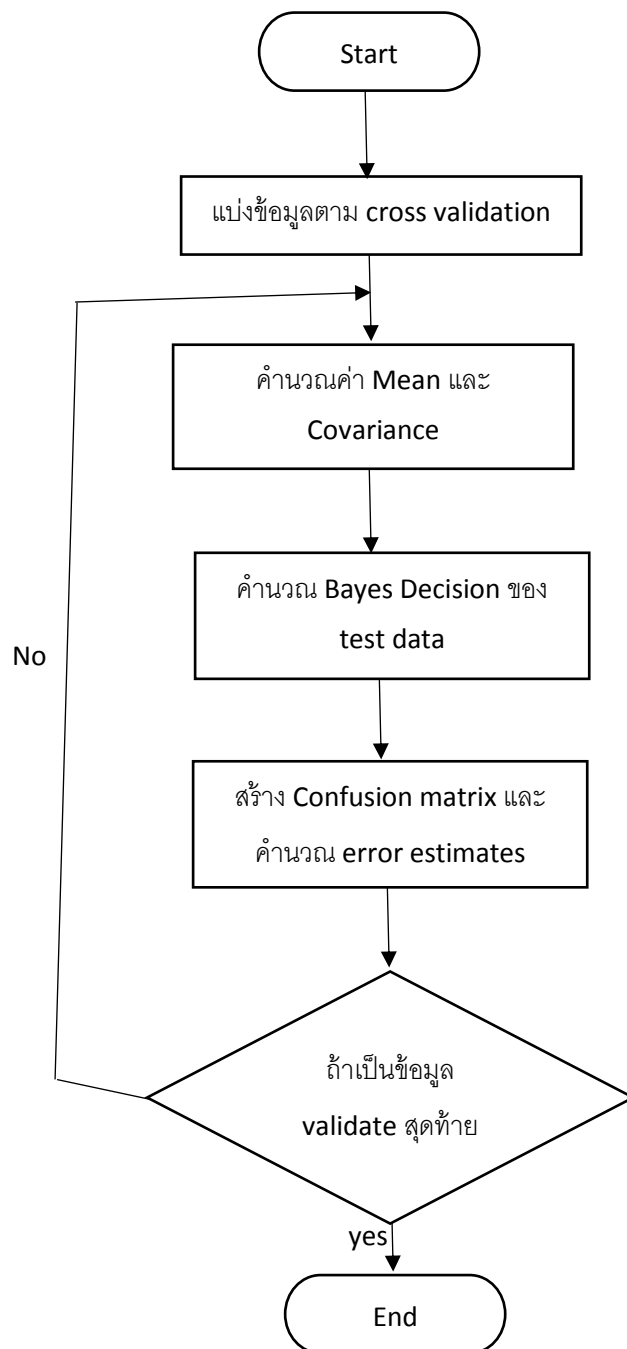 Start
แบ่งข้อมูลตาม cross validation
คำนวณค่า Mean และ
Covariance
คำนวณ Bayes Decision ของ
test data
No
สร้าง Confusion matrix และ
คำนวณ error estimates
ถ้าเป็นข้อมูล
validate สุดท้าย
yes
End